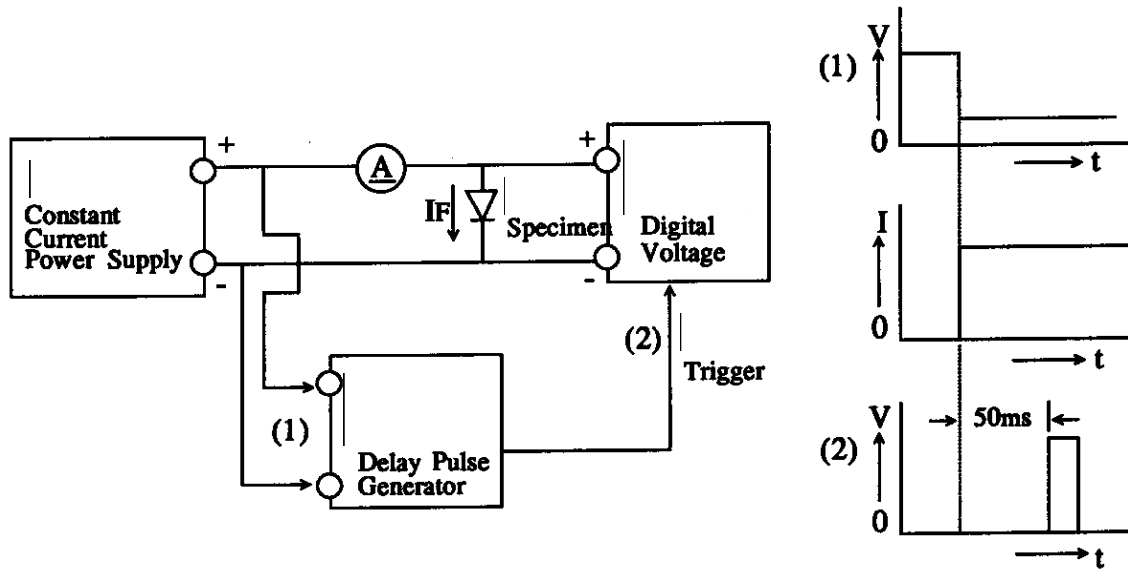 +
-
Constant
Current
Power Supply
A
IF
Specimen
+
-
Digital
Voltage
(1)
Delay Pulse
Generator
(2)
Trigger
(1)
V
0
t
I
0
t
(2)
V
0
50ms
t